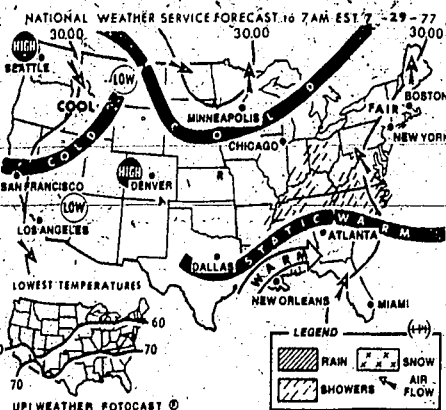 NATIONAL WEATHER SERVICE FORECAST to 7AM EST 7 -29 - 77
30.00 30.00 30.00
HIGH
SEATTLE
LOW
COOL
COLD
COLD
MINNEAPOLIS
BOSTON
FAIR
NEW YORK
CHICAGO
SAN FRANCISCO
HIGH
DENVER
LOW
LOS ANGELES
DALLAS
STATIC WARM
ATLANTA
WARM
NEW ORLEANS
MIAMI
LOWEST TEMPERATURES
60
70
70
LEGEND
RAIN
SNOW
SHOWERS
AIR
FLOW
UPI WEATHER FOTOCAST ®